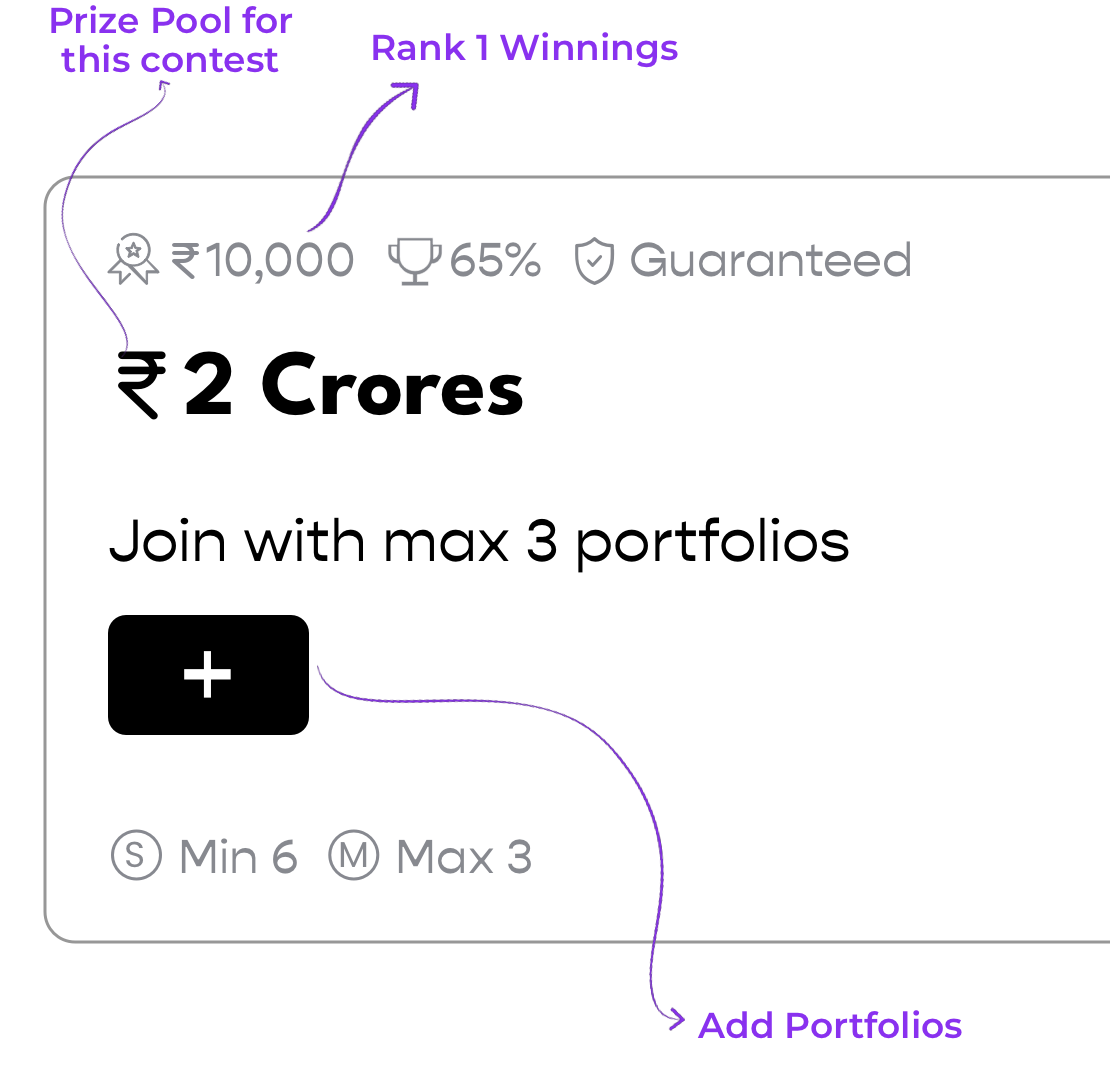 Prize Pool for
this contest
Rank 1 Winnings
₹10,000 65% Guaranteed
₹2 Crores
Join with max 3 portfolios
+
S Min 6 M Max 3
Add Portfolios